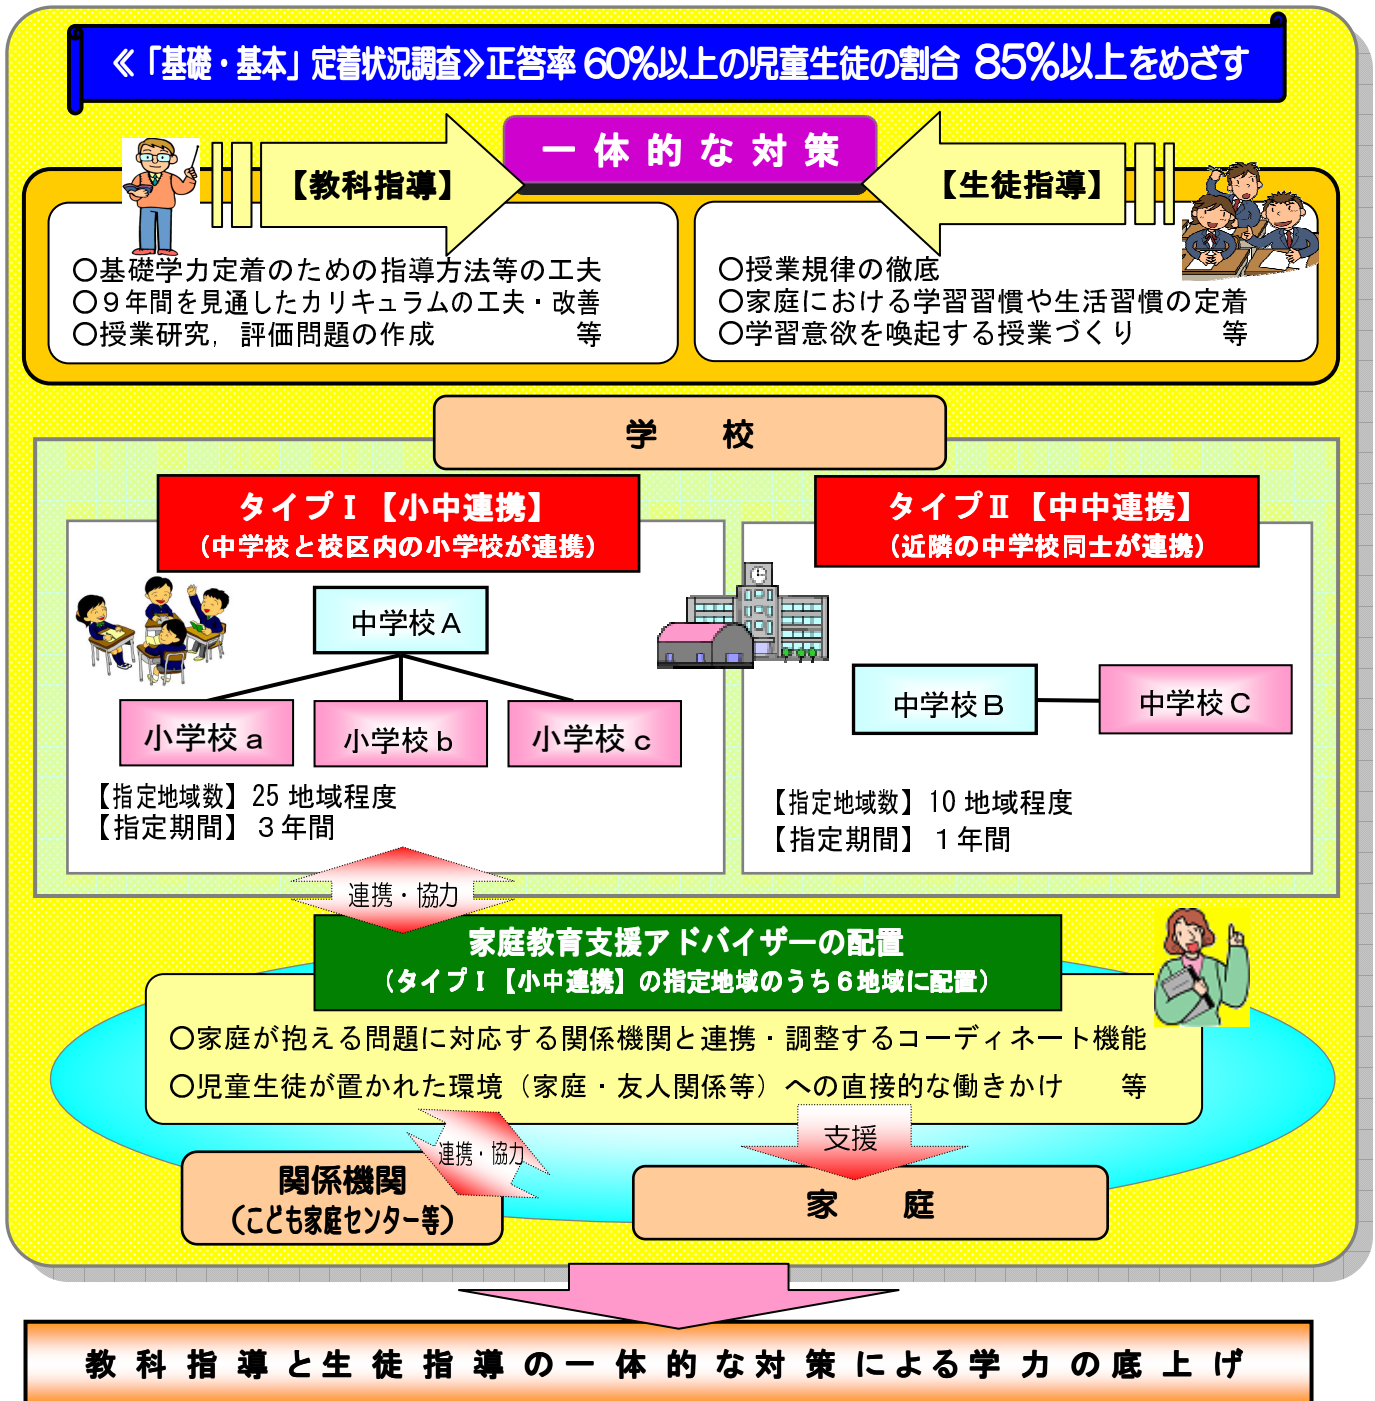 ≪「基礎・基本」定着状況調査≫正答率 60%以上の児童生徒の割合 85%以上をめざす
一体的な対策
【教科指導】
【生徒指導】
○基礎学力定着のための指導方法等の工夫
○９年間を見通したカリキュラムの工夫・改善
○授業研究，評価問題の作成　　　　　等
○授業規律の徹底
○家庭における学習習慣や生活習慣の定着
○学習意欲を喚起する授業づくり　　　等
学　校
タイプⅠ【小中連携】
（中学校と校区内の小学校が連携）
中学校Ａ
小学校ａ
小学校ｂ
小学校ｃ
【指定地域数】25 地域程度
【指定期間】３年間
タイプⅡ【中中連携】
（近隣の中学校同士が連携）
中学校Ｂ
中学校Ｃ
【指定地域数】10 地域程度
【指定期間】１年間
連携・協力
家庭教育支援アドバイザーの配置
（タイプⅠ【小中連携】の指定地域のうち６地域に配置）
○家庭が抱える問題に対応する関係機関と連携・調整するコーディネート機能
○児童生徒が置かれた環境（家庭・友人関係等）への直接的な働きかけ　　等
連携・協力
支援
関係機関
（こども家庭センター等）
家　庭
教科指導と生徒指導の一体的な対策による学力の底上げ